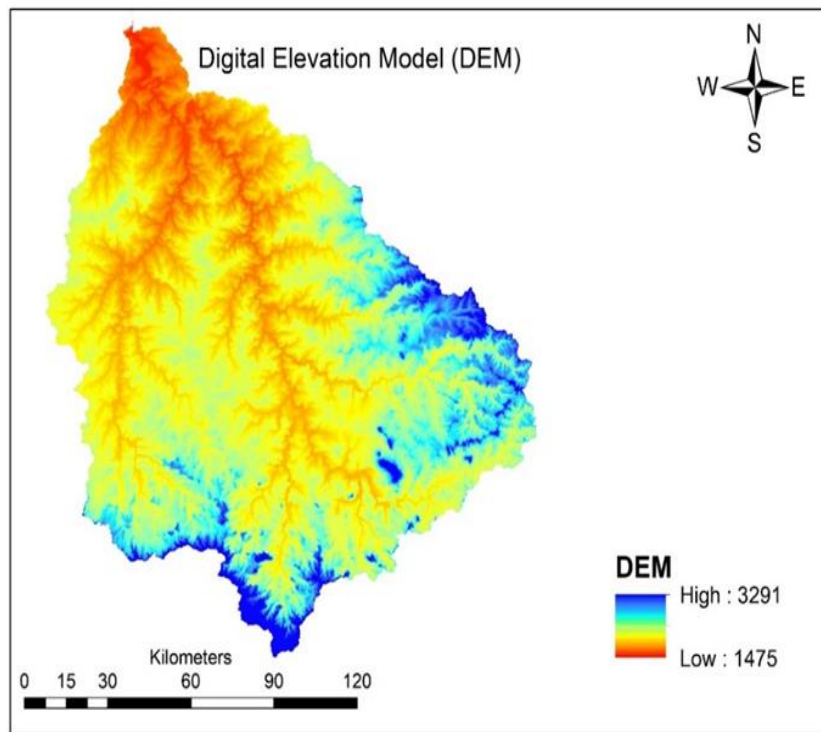 Digital Elevation Model (DEM)
N
W E
S
DEM
High : 3291
Low : 1475
Kilometers
0 15 30 60 90 120